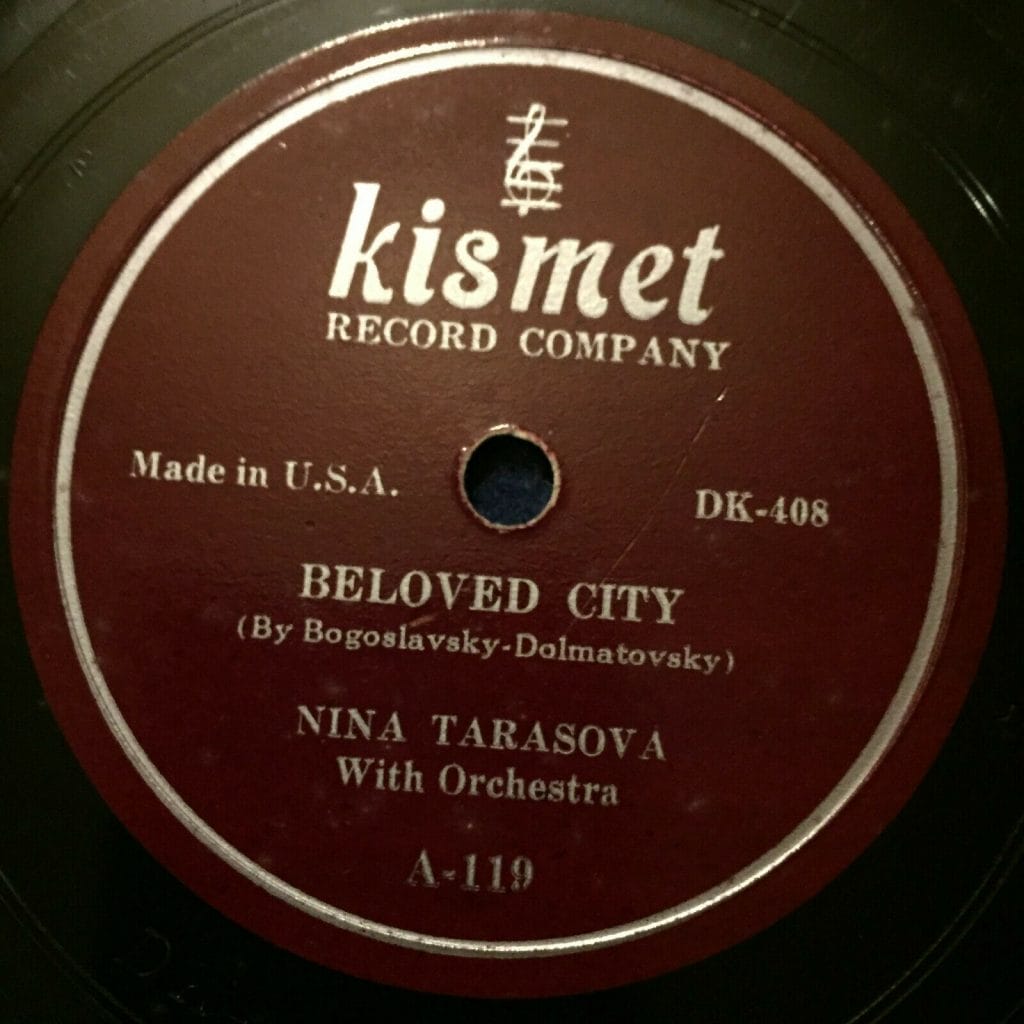 kismet
RECORD COMPANY
Made in U.S.A.
DK-408
BELOVED CITY
(By Bogoslavsky-Dolmatovsky)
NINA TARASOVA
With Orchestra
A-119